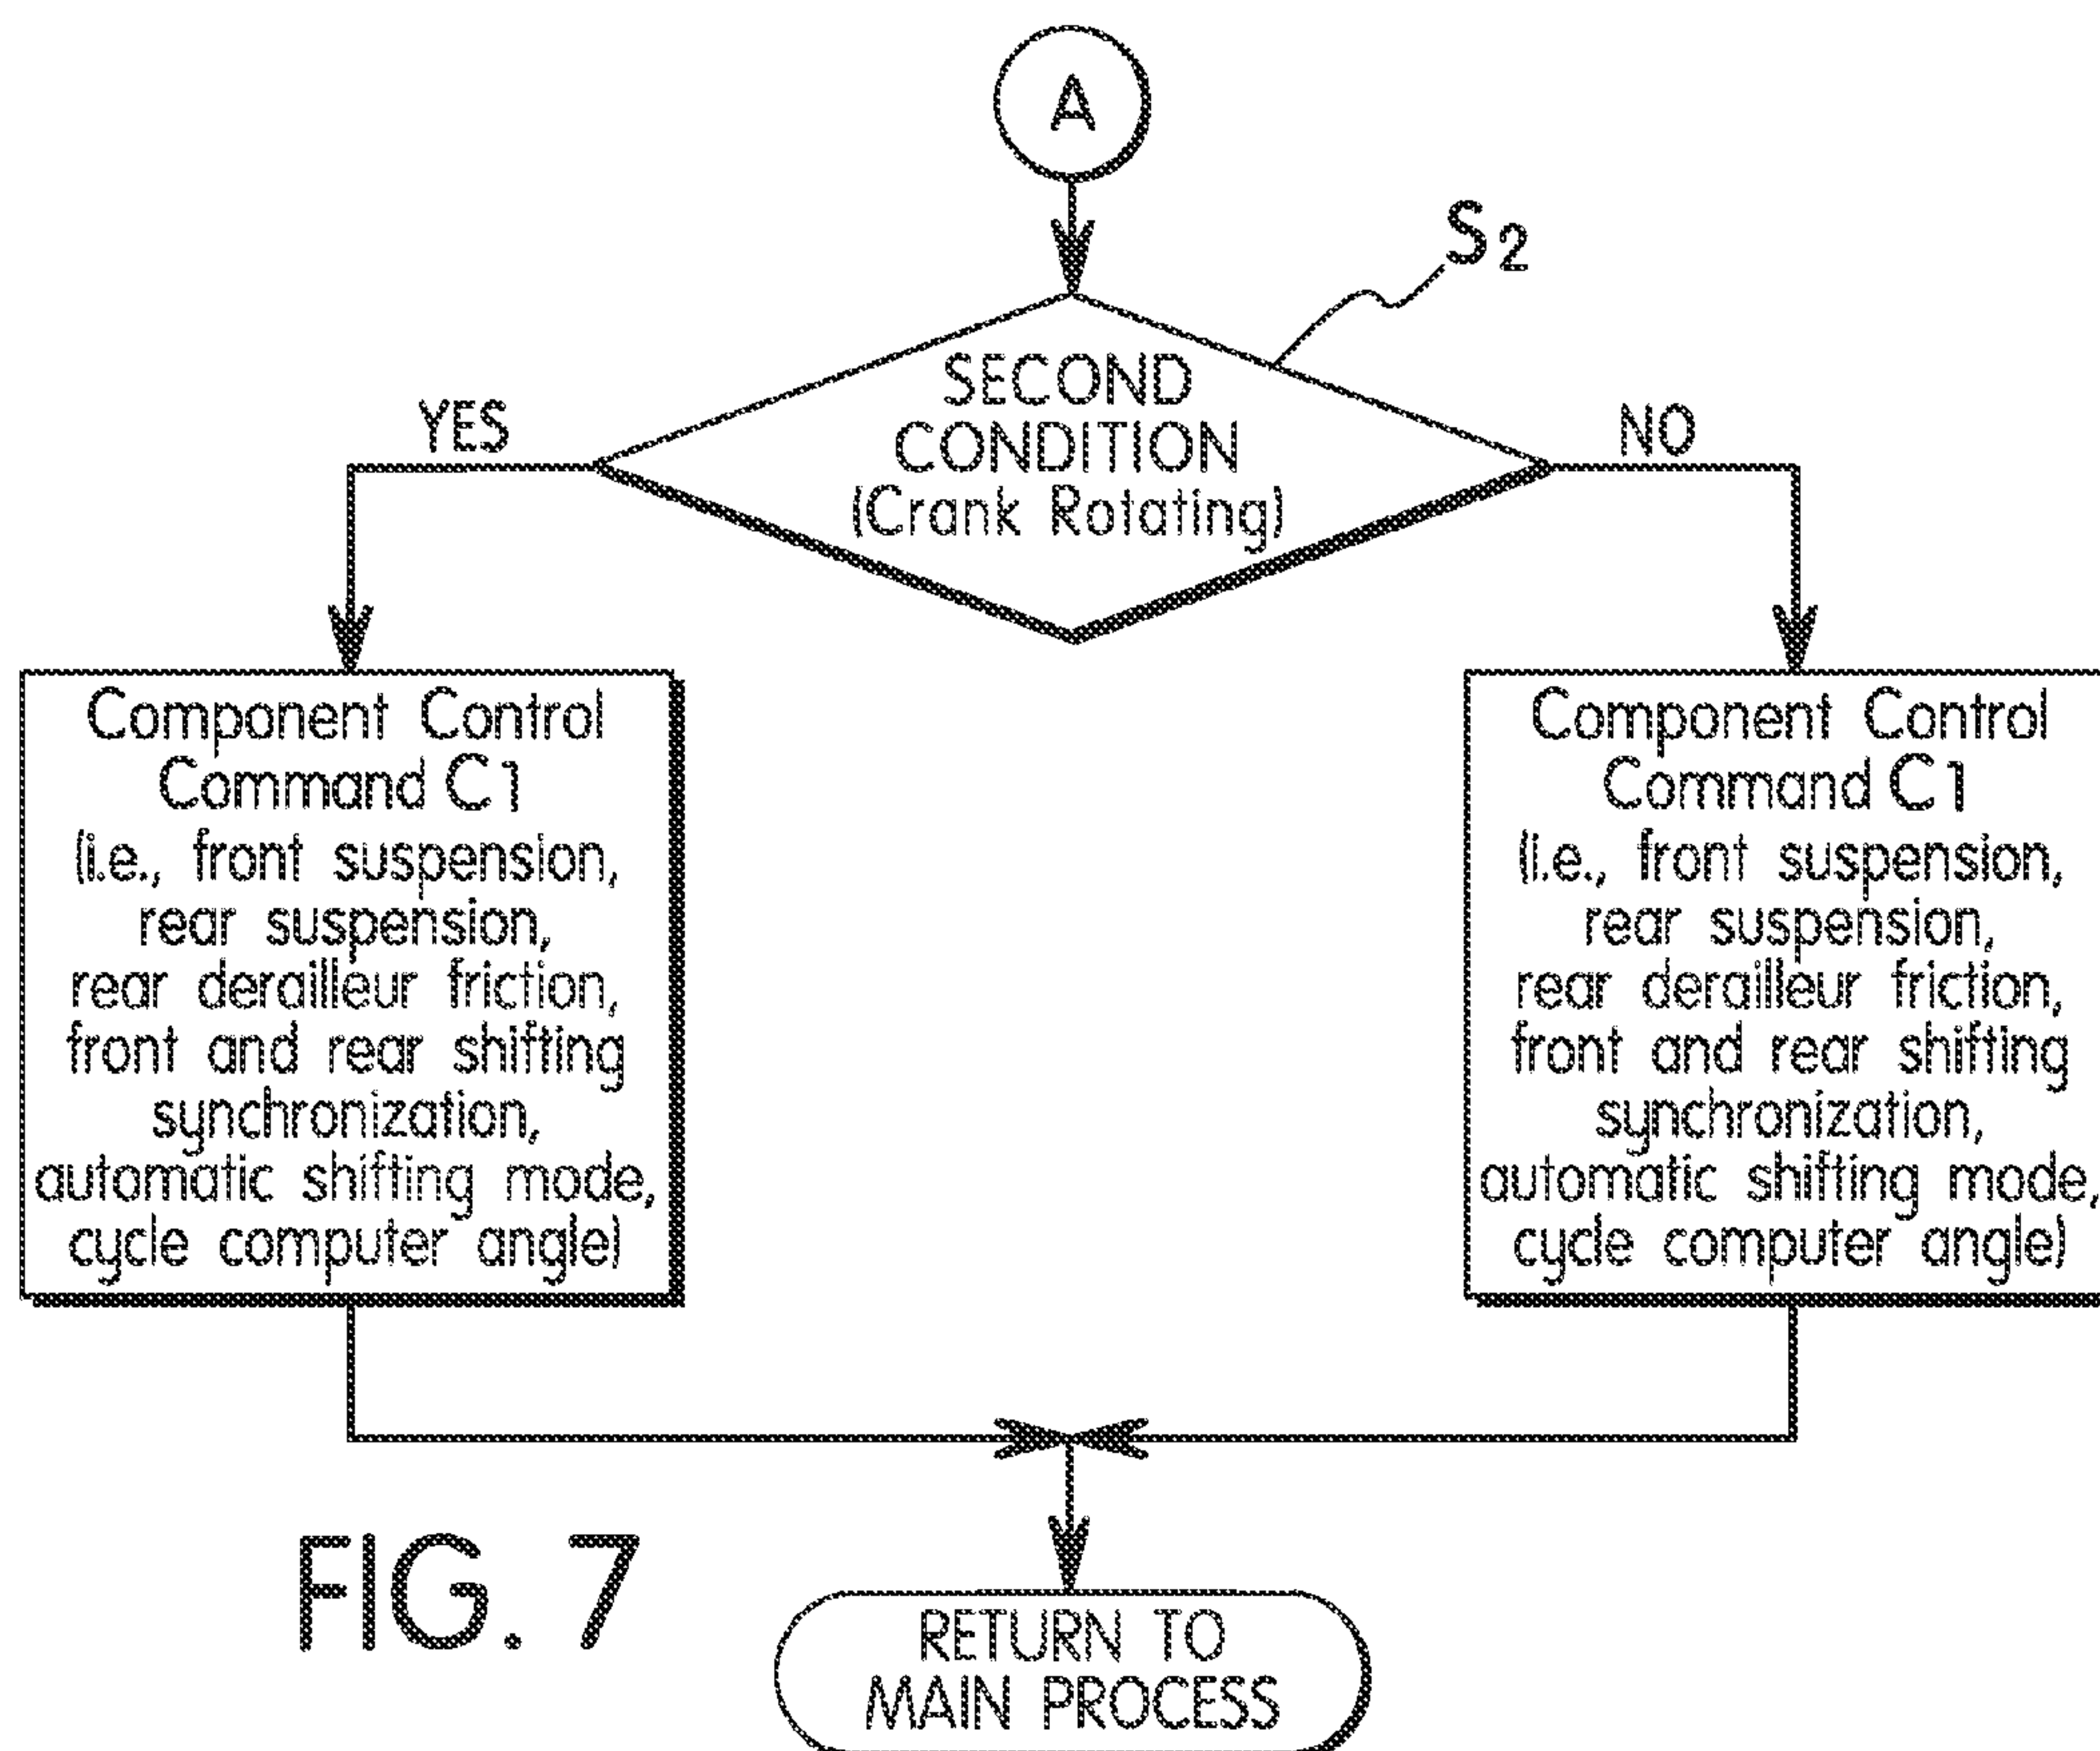 A
S2
SECOND
CONDITION
(Crank Rotating)
YES
NO
Component Control
Command C1
(i.e., front suspension,
rear suspension,
rear derailleur friction,
front and rear shifting
synchronization,
automatic shifting mode,
cycle computer angle)
Component Control
Command C1
(i.e., front suspension,
rear suspension,
rear derailleur friction,
front and rear shifting
synchronization,
automatic shifting mode,
cycle computer angle)
FIG. 7
RETURN TO
MAIN PROCESS